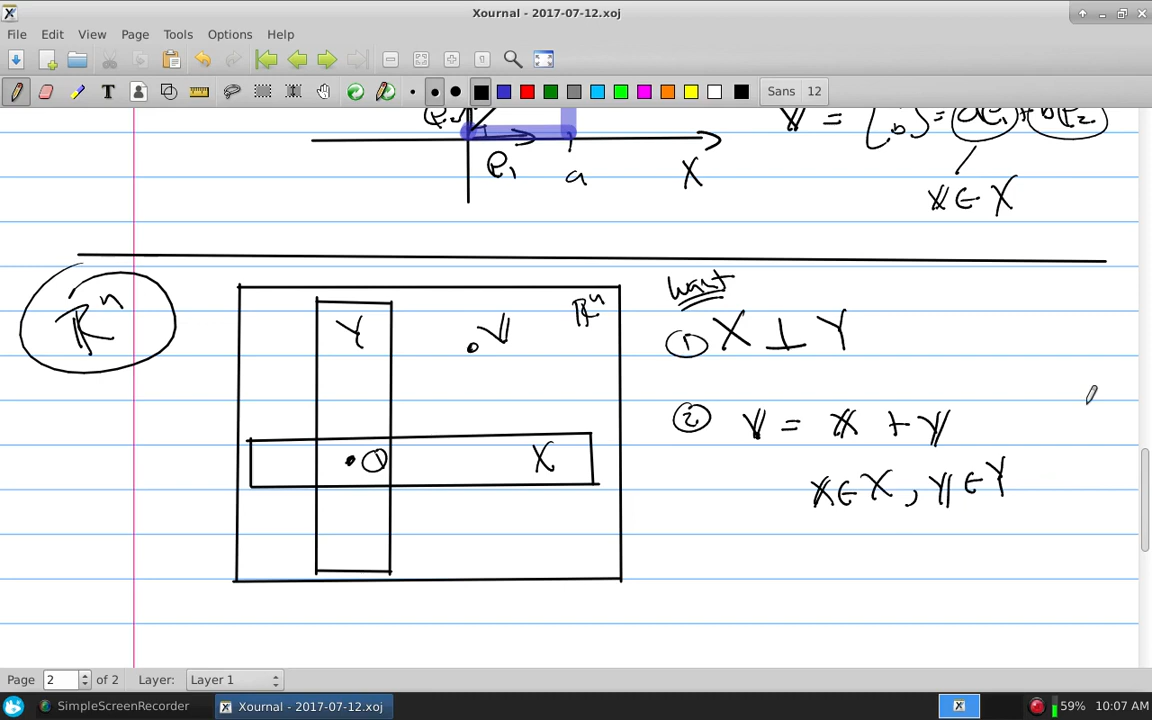 Xournal - 2017-07-12.xoj
File Edit View Page Tools Options Help
Sans 12
e₂
V = [b] = ae₁ + be₂
e₁ a X
x ∈ X
ℝⁿ
Y
V
ℝⁿ
O
X
want
① X ⊥ Y
② V = x + y
x ∈ X, y ∈ Y
Page 2 of 2 Layer: Layer 1
SimpleScreenRecorder Xournal - 2017-07-12.xoj 59% 10:07 AM